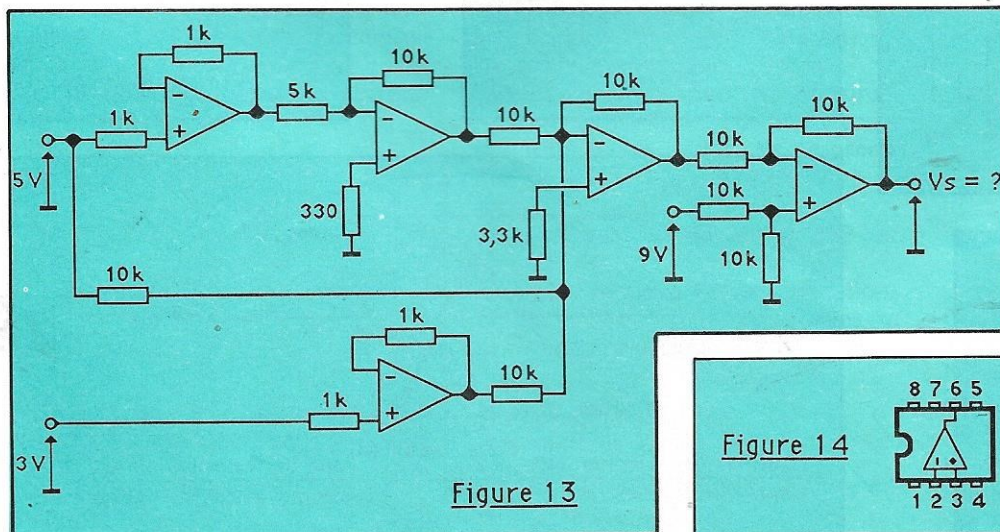 1k
10k
5k
10k
1k
10k
10k
10k
- + - + - + - +
5V
330
3,3k
10k
9V
10k
Vs = ?
10k
1k
- +
10k
1k
3V
Figure 13
8 7 6 5
Figure 14
- +
1 2 3 4